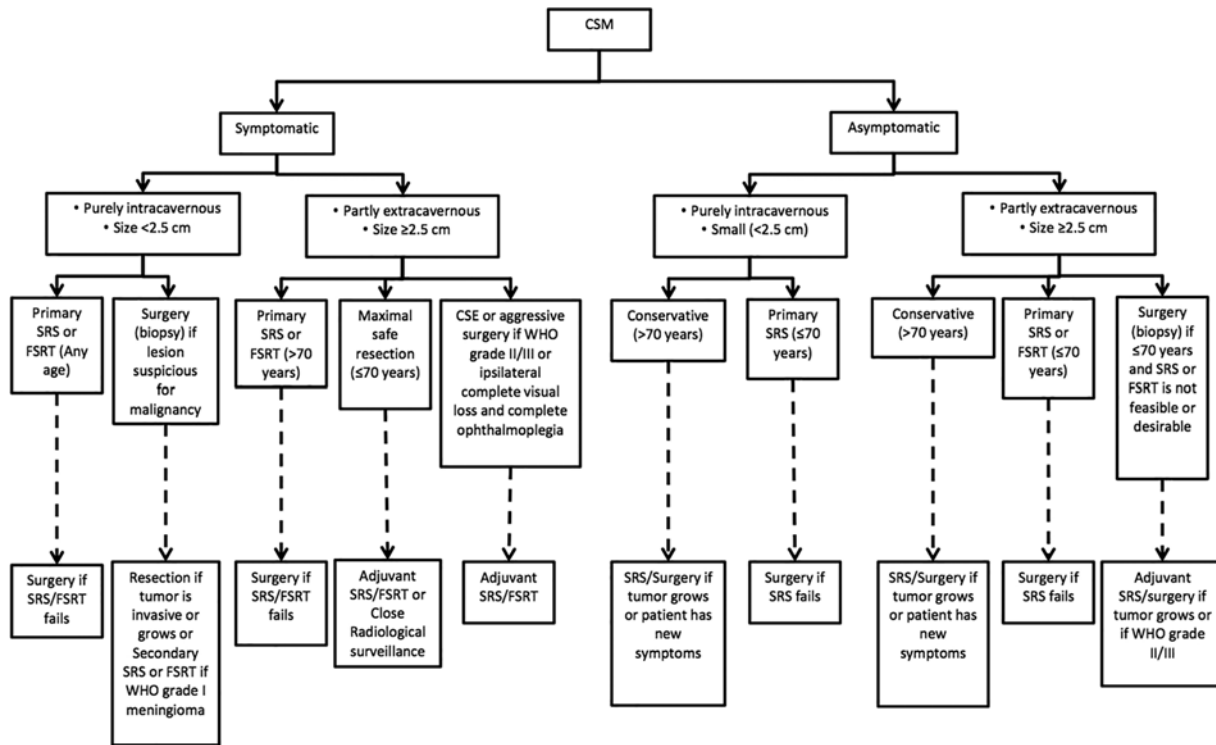 CSM
Symptomatic
Asymptomatic
• Purely intracavernous
• Size <2.5 cm
• Partly extracavernous
• Size ≥2.5 cm
• Purely intracavernous
• Small (<2.5 cm)
• Partly extracavernous
• Size ≥2.5 cm
Primary
SRS or
FSRT (Any
age)
Surgery
(biopsy) if
lesion
suspicious
for
malignancy
Primary
SRS or
FSRT (>70
years)
Maximal
safe
resection
(≤70 years)
CSE or aggressive
surgery if WHO
grade II/III or
ipsilateral
complete visual
loss and complete
ophthalmoplegia
Conservative
(>70 years)
Primary
SRS (≤70
years)
Conservative
(>70 years)
Primary
SRS or
FSRT (≤70
years)
Surgery
(biopsy) if
≤70 years
and SRS or
FSRT is not
feasible or
desirable
Surgery if
SRS/FSRT
fails
Resection if
tumor is
invasive or
grows or
Secondary
SRS or FSRT if
WHO grade I
meningioma
Surgery if
SRS/FSRT
fails
Adjuvant
SRS/FSRT or
Close
Radiological
surveillance
Adjuvant
SRS/FSRT
SRS/Surgery if
tumor grows
or patient has
new
symptoms
Surgery if
SRS fails
SRS/Surgery if
tumor grows
or patient has
new
symptoms
Surgery if
SRS fails
Adjuvant
SRS/surgery if
tumor grows or
if WHO grade
II/III